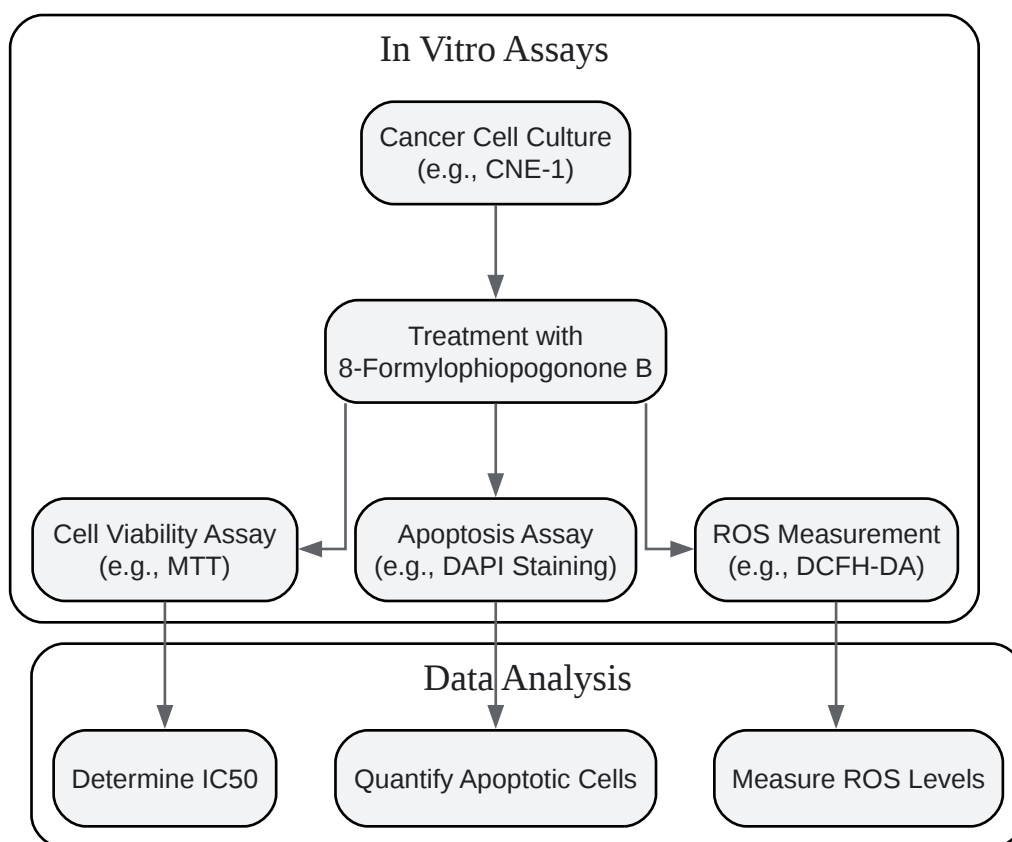 In Vitro Assays
Cancer Cell Culture
(e.g., CNE-1)
Treatment with
8-Formylophiopogonone B
Cell Viability Assay
(e.g., MTT)
Apoptosis Assay
(e.g., DAPI Staining)
ROS Measurement
(e.g., DCFH-DA)
Data Analysis
Determine IC50
Quantify Apoptotic Cells
Measure ROS Levels